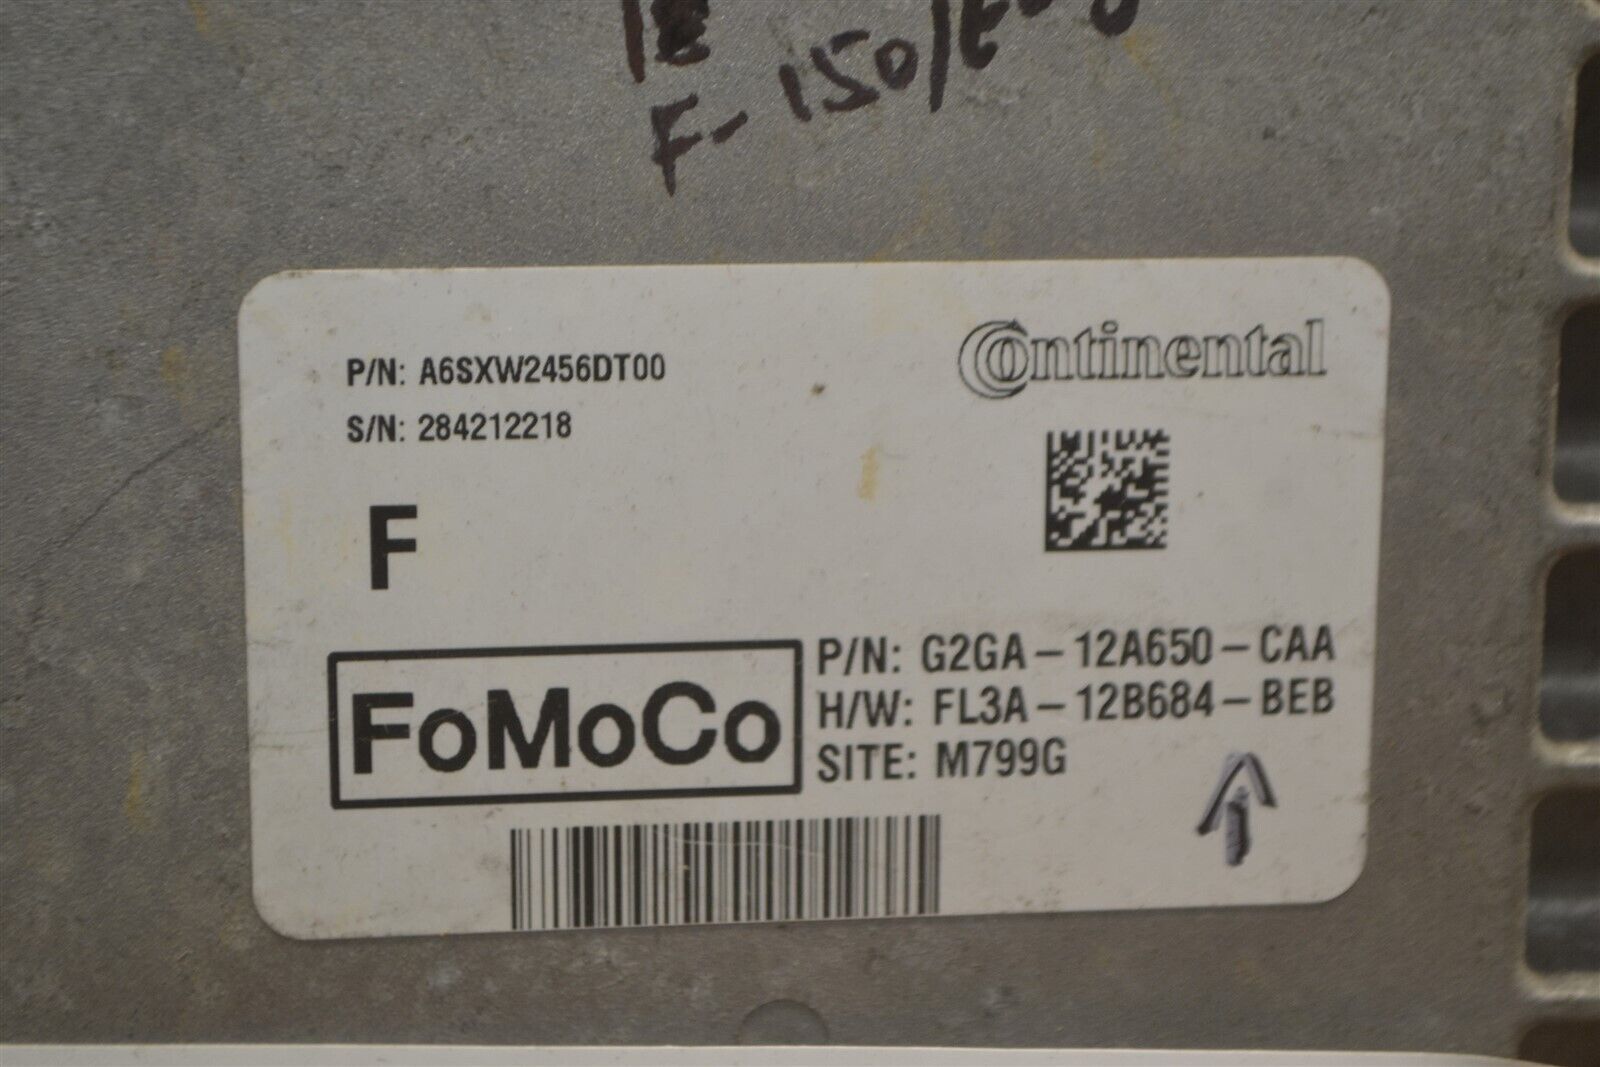 F-150/
P/N: A6SXW2456DT00
S/N: 284212218
Continental
F
FoMoCo
P/N: G2GA-12A650-CAA
H/W: FL3A-12B684-BEB
SITE: M799G